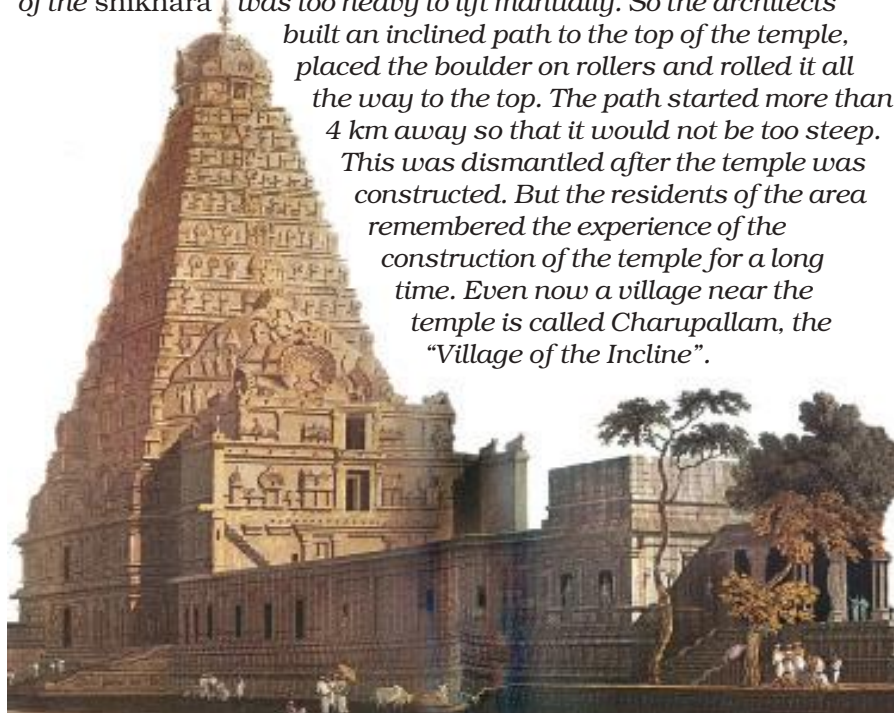 of the shikhara was too heavy to lift manually. So the architects
built an inclined path to the top of the temple,
placed the boulder on rollers and rolled it all
the way to the top. The path started more than
4 km away so that it would not be too steep.
This was dismantled after the temple was
constructed. But the residents of the area
remembered the experience of the
construction of the temple for a long
time. Even now a village near the
temple is called Charupallam, the
“Village of the Incline”.